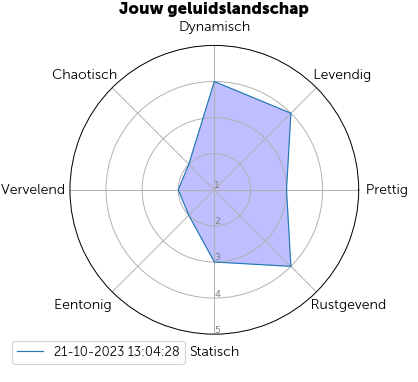 Jouw geluidslandschap
Dynamisch
Chaotisch
Levendig
Vervelend
1
Prettig
2
3
4
Eentonig
Rustgevend
5
21-10-2023 13:04:28
Statisch